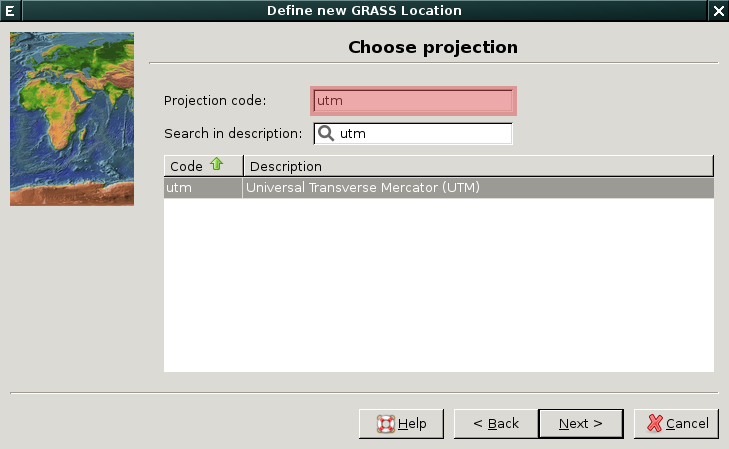 E Define new GRASS Location
Choose projection
Projection code: utm
Search in description: utm
Code Description
utm Universal Transverse Mercator (UTM)
Help < Back Next > Cancel